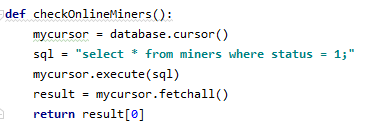 def checkOnlineMiners():
    mycursor = database.cursor()
    sql = "select * from miners where status = 1;"
    mycursor.execute(sql)
    result = mycursor.fetchall()
    return result[0]